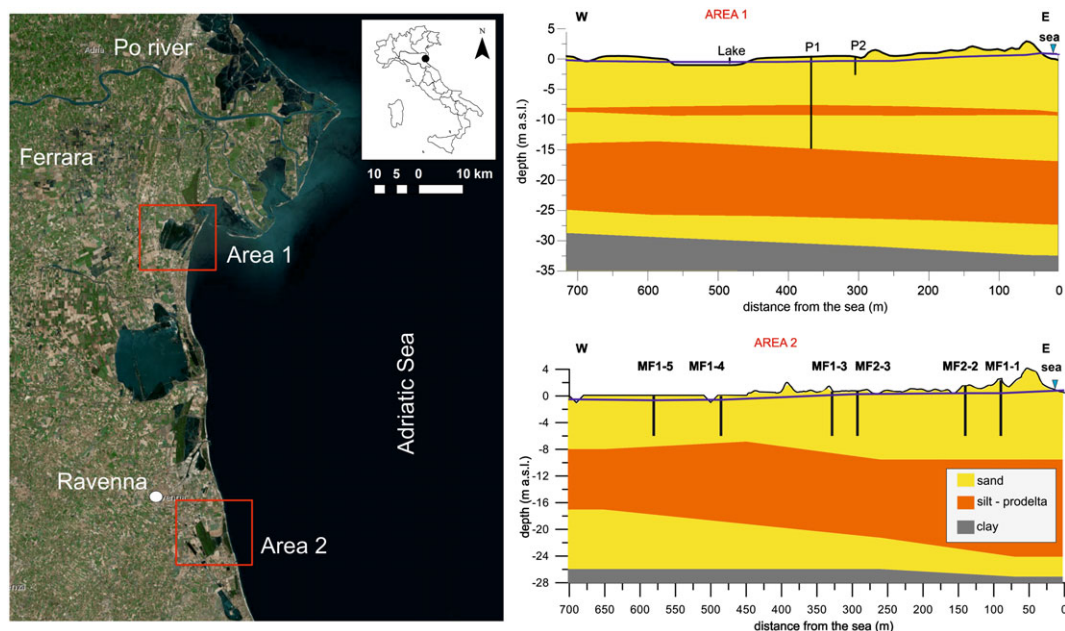 Po river
Adria
Ferrara
N
10 5 0 10 km
Area 1
Adriatic Sea
Ravenna
Area 2
AREA 1
W E
sea
Lake P1 P2
5
0
-5
-10
-15
-20
-25
-30
-35
depth (m a.s.l.)
700 600 500 400 300 200 100 0
distance from the sea (m)
AREA 2
W E
MF1-5 MF1-4 MF1-3 MF2-3 MF2-2 MF1-1 sea
4
0
-4
-8
-12
-16
-20
-24
-28
depth (m a.s.l.)
sand
silt - prodelta
clay
700 650 600 550 500 450 400 350 300 250 200 150 100 50 0
distance from the sea (m)